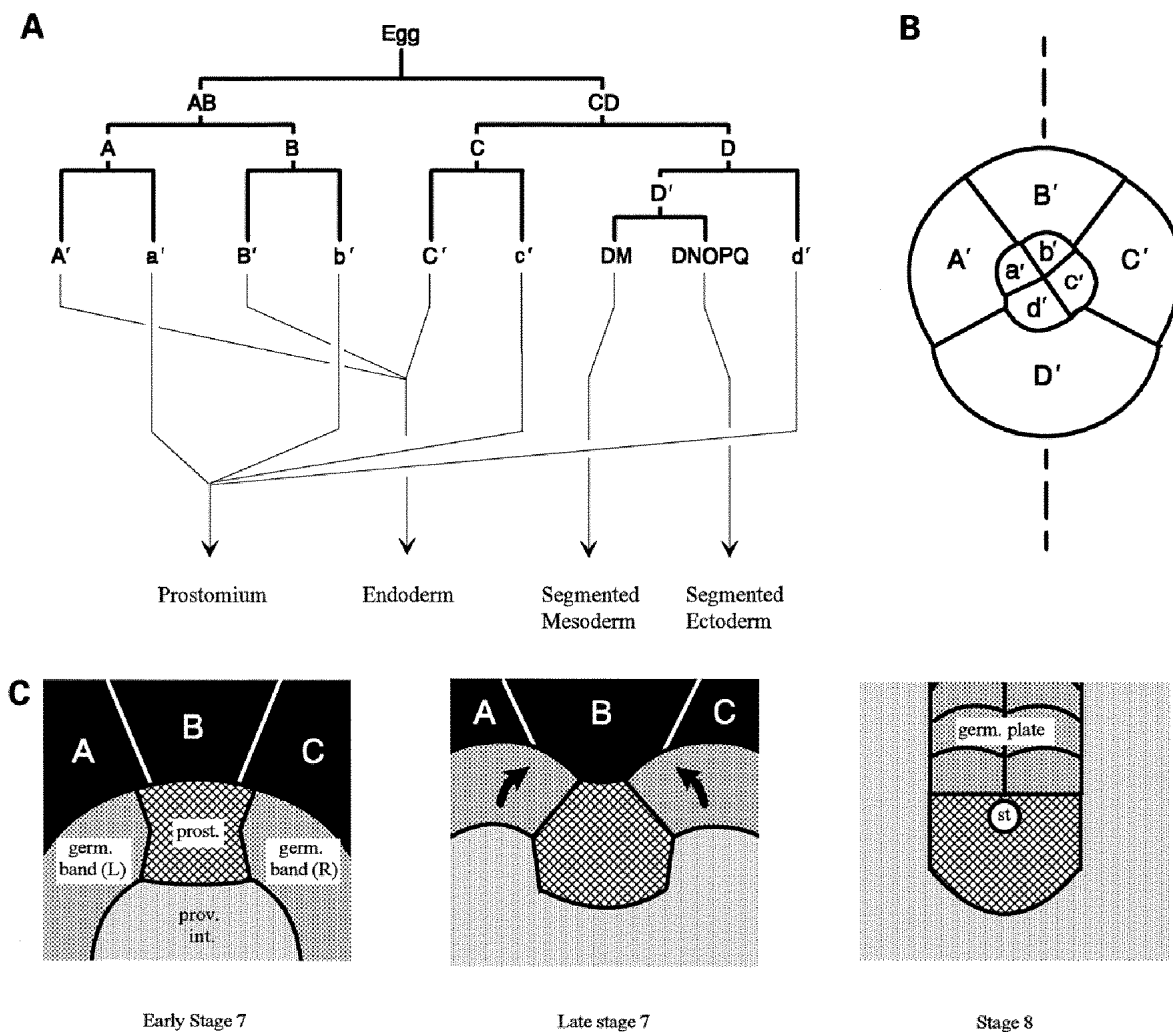 A
Egg
AB
CD
A
B
C
D
D′
A′
a′
B′
b′
C′
c′
DM
DNOPQ
d′
Prostomium
Endoderm
Segmented
Mesoderm
Segmented
Ectoderm
B
B′
A′
C′
b′
a′
c′
d′
D′
C
A
B
C
prost.
germ.
band (L)
germ.
band (R)
prov.
int.
Early Stage 7
A
B
C
Late stage 7
germ. plate
st
Stage 8